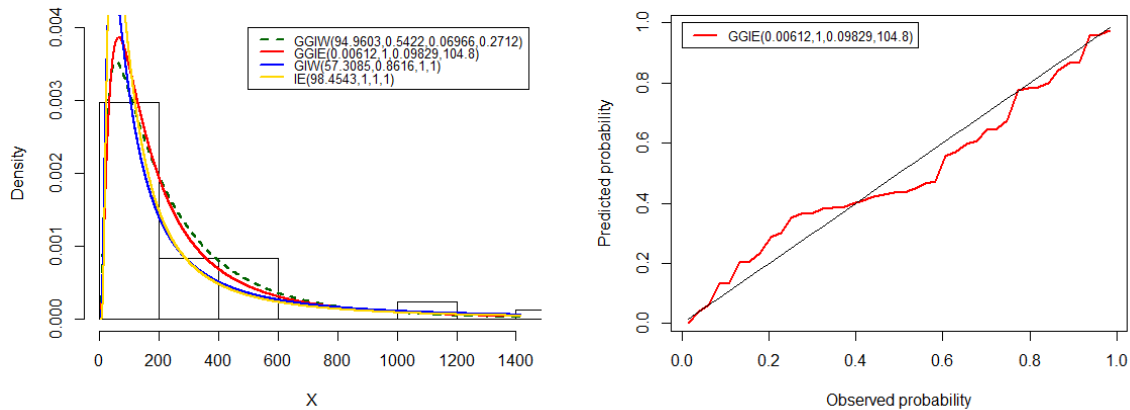 GGIW(94.9603,0.5422,0.06966,0.2712)
GGIE(0.00612,1,0.09829,104.8)
GIW(57.3085,0.8616,1,1)
IE(98.4543,1,1,1)
Density
0.000
0.001
0.002
0.003
0.004
0
200
400
600
800
1000
1200
1400
X
GGIE(0.00612,1,0.09829,104.8)
Predicted probability
0.0
0.2
0.4
0.6
0.8
1.0
0.0
0.2
0.4
0.6
0.8
1.0
Observed probability